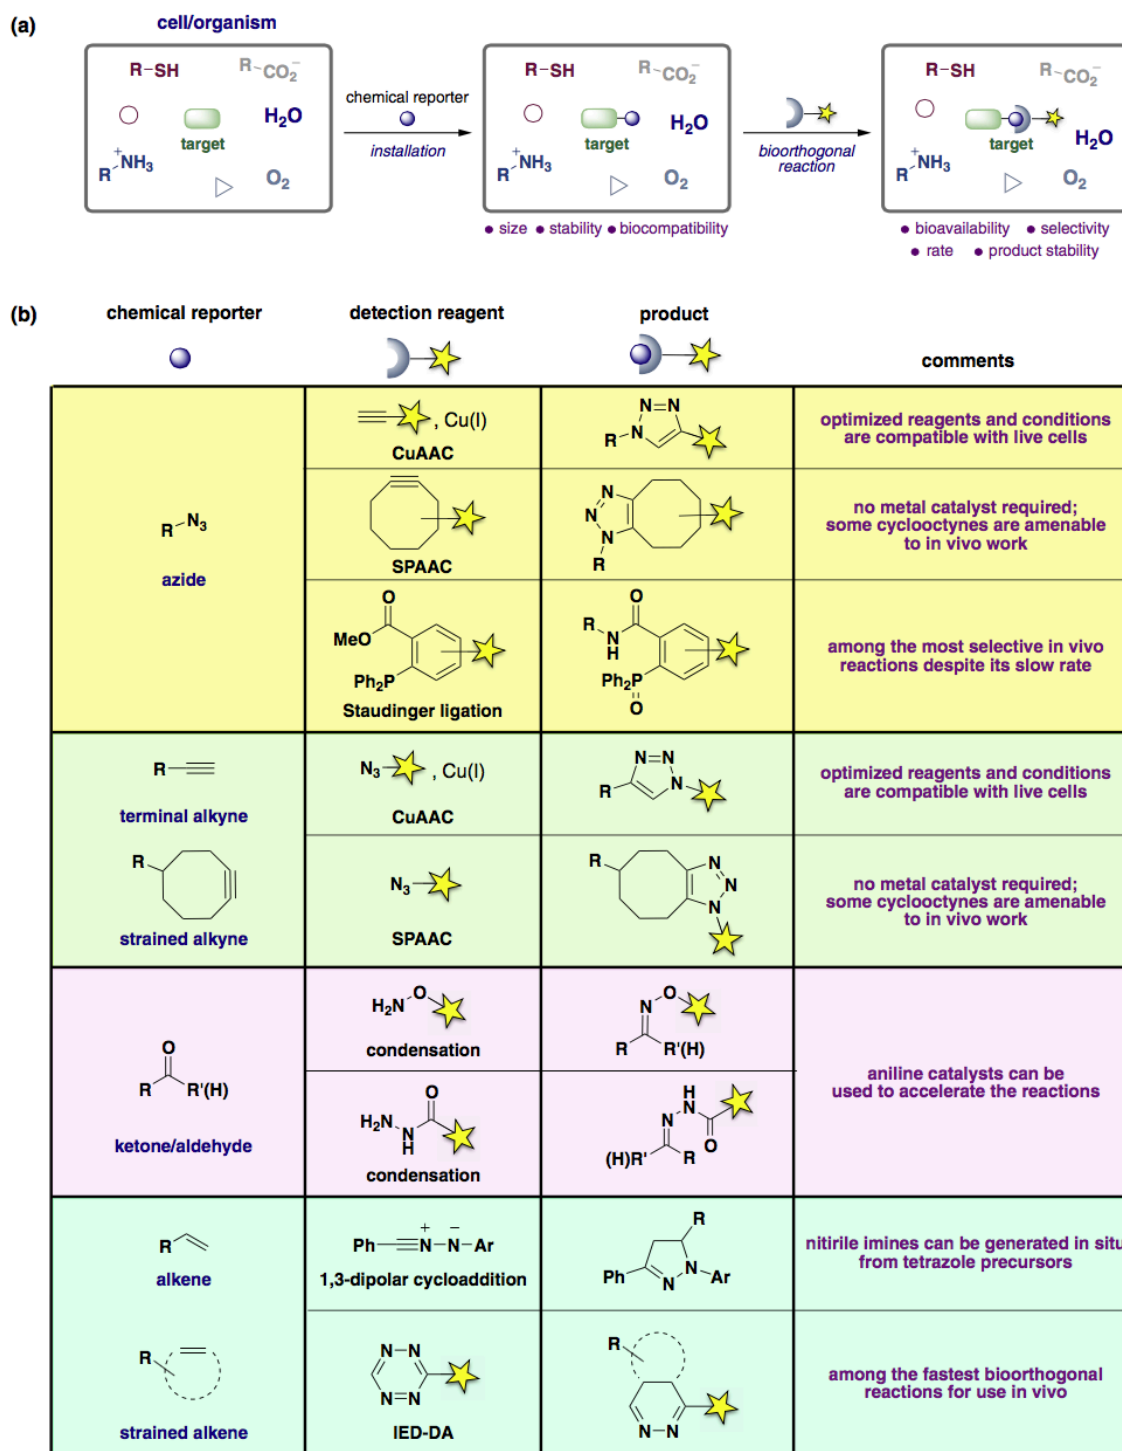 (a)
cell/organism
R–SH
R–CO₂⁻
H₂O
target
R–N⁺H₃
O₂
chemical reporter
installation
R–SH
R–CO₂⁻
H₂O
target
R–N⁺H₃
O₂
• size • stability • biocompatibility
bioorthogonal
reaction
R–SH
R–CO₂⁻
target
H₂O
R–N⁺H₃
O₂
• bioavailability • selectivity
• rate • product stability
(b)
chemical reporter
detection reagent
product
comments
R N₃
azide
, Cu(I)
CuAAC
N=N
N
R
optimized reagents and conditions
are compatible with live cells
SPAAC
N
N
N
R
no metal catalyst required;
some cyclooctynes are amenable
to in vivo work
O
MeO
Ph₂P
Staudinger ligation
O
R
N
H
Ph₂P
O
among the most selective in vivo
reactions despite its slow rate
R
terminal alkyne
N₃ , Cu(I)
CuAAC
N=N
N
R
optimized reagents and conditions
are compatible with live cells
R
strained alkyne
N₃
SPAAC
R
N
N
N
no metal catalyst required;
some cyclooctynes are amenable
to in vivo work
O
R R'(H)
ketone/aldehyde
H₂N O
condensation
N O
R R'(H)
O
H₂N
N
H
condensation
H
N
N
O
(H)R' R
aniline catalysts can be
used to accelerate the reactions
R
alkene
+ −
Ph N–N–Ar
1,3-dipolar cycloaddition
R
Ph N–Ar
N
nitirile imines can be generated in situ
from tetrazole precursors
R
strained alkene
N–N
N=N
IED-DA
R
N–N
among the fastest bioorthogonal
reactions for use in vivo